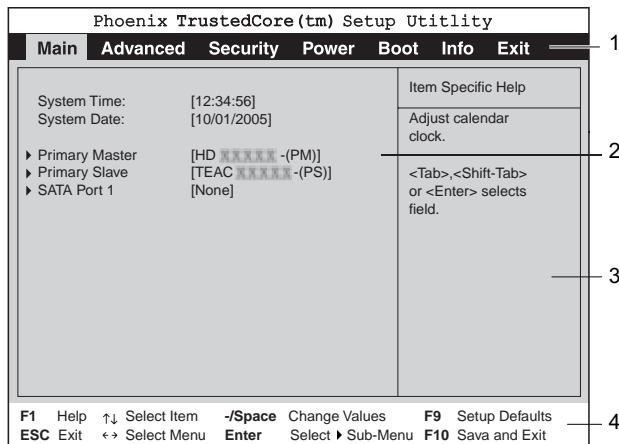 Phoenix TrustedCore(tm) Setup Utitlity
Main Advanced Security Power Boot Info Exit
1
Item Specific Help
System Time: [12:34:56]
System Date: [10/01/2005]
Adjust calendar
clock.
2
▶ Primary Master [HD XXXXX -(PM)]
▶ Primary Slave [TEAC XXXXX -(PS)]
▶ SATA Port 1 [None]
<Tab>,<Shift-Tab>
or <Enter> selects
field.
3
F1 Help ↑↓ Select Item -/Space Change Values F9 Setup Defaults
4
ESC Exit ←→ Select Menu Enter Select ▶ Sub-Menu F10 Sava and Exit